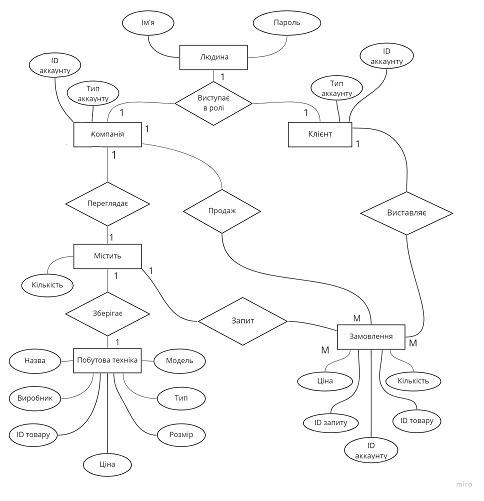 Ім'я
Пароль
Людина
ID
аккаунту
Тип
аккаунту
1
Виступає
в ролі
Тип
аккаунту
ID
аккаунту
1
1
Компанія
1
1
Клієнт
1
Переглядає
Продаж
Виставляє
1
Містить
1
1
Кількість
Зберігає
Запит
M
Замовлення
M
M
1
Назва
Побутова техніка
Модель
Виробник
Тип
ID товару
Розмір
Ціна
Ціна
Кількість
ID запиту
ID товару
ID
аккаунту
miro